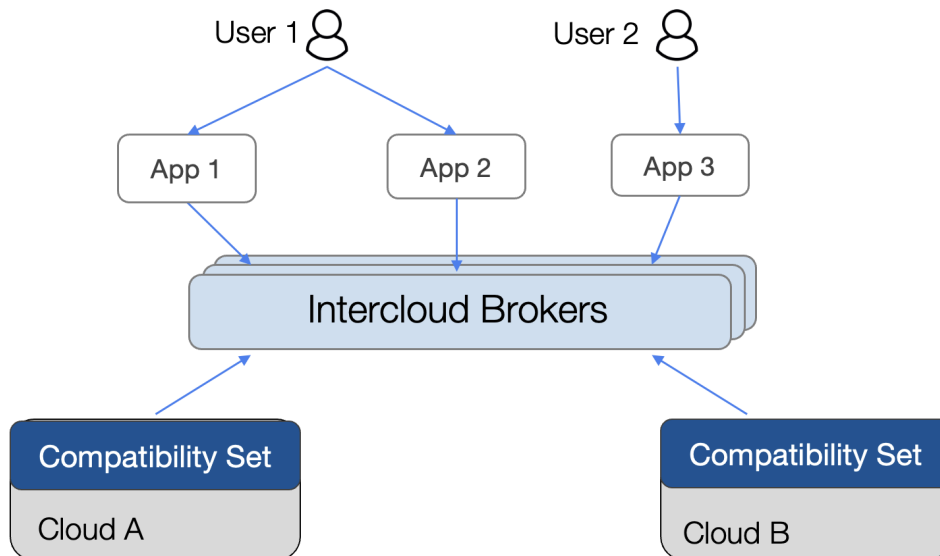 User 1
User 2
App 1
App 2
App 3
Intercloud Brokers
Compatibility Set
Compatibility Set
Cloud A
Cloud B